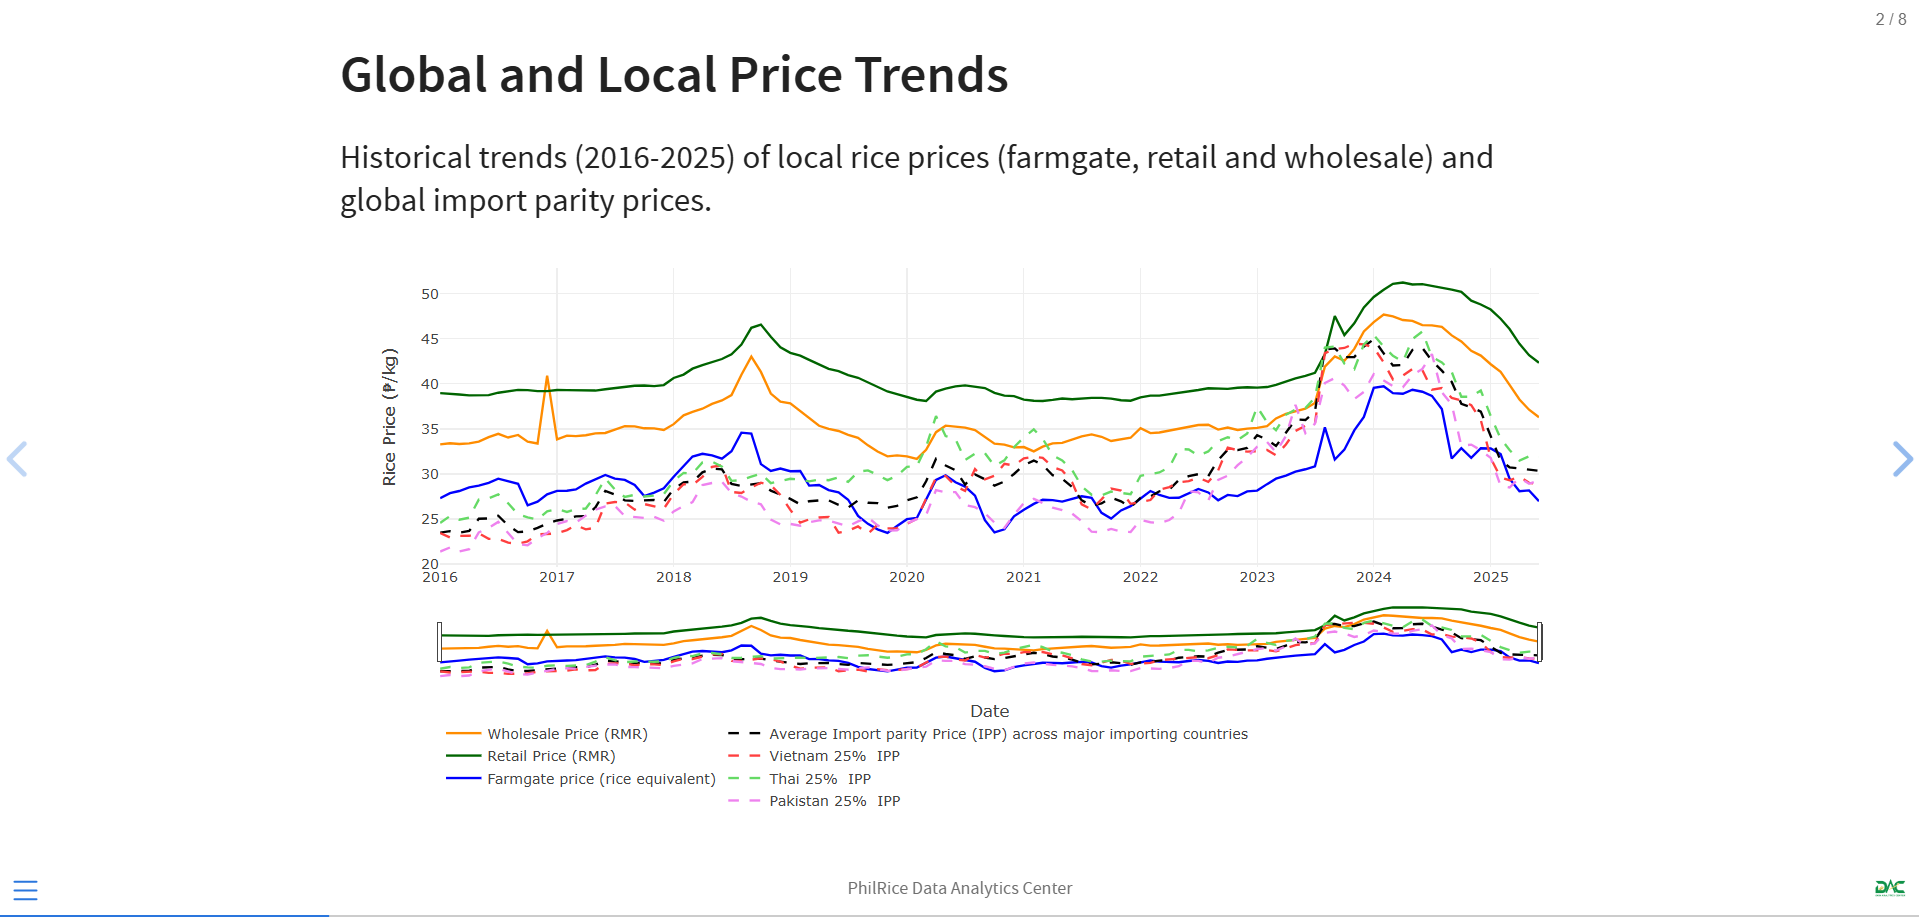 2 / 8
Global and Local Price Trends
Historical trends (2016-2025) of local rice prices (farmgate, retail and wholesale) and
global import parity prices.
Rice Price (₱/kg)
50
45
40
35
30
25
20
2016 2017 2018 2019 2020 2021 2022 2023 2024 2025
Date
Wholesale Price (RMR)
Retail Price (RMR)
Farmgate price (rice equivalent)
Average Import parity Price (IPP) across major importing countries
Vietnam 25% IPP
Thai 25% IPP
Pakistan 25% IPP
PhilRice Data Analytics Center
DAC